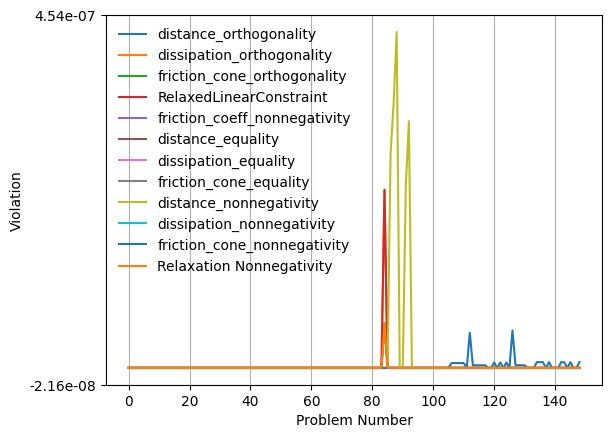 4.54e-07
distance_orthogonality
dissipation_orthogonality
friction_cone_orthogonality
RelaxedLinearConstraint
friction_coeff_nonnegativity
distance_equality
dissipation_equality
friction_cone_equality
distance_nonnegativity
dissipation_nonnegativity
friction_cone_nonnegativity
Relaxation Nonnegativity
Violation
-2.16e-08
0 20 40 60 80 100 120 140
Problem Number